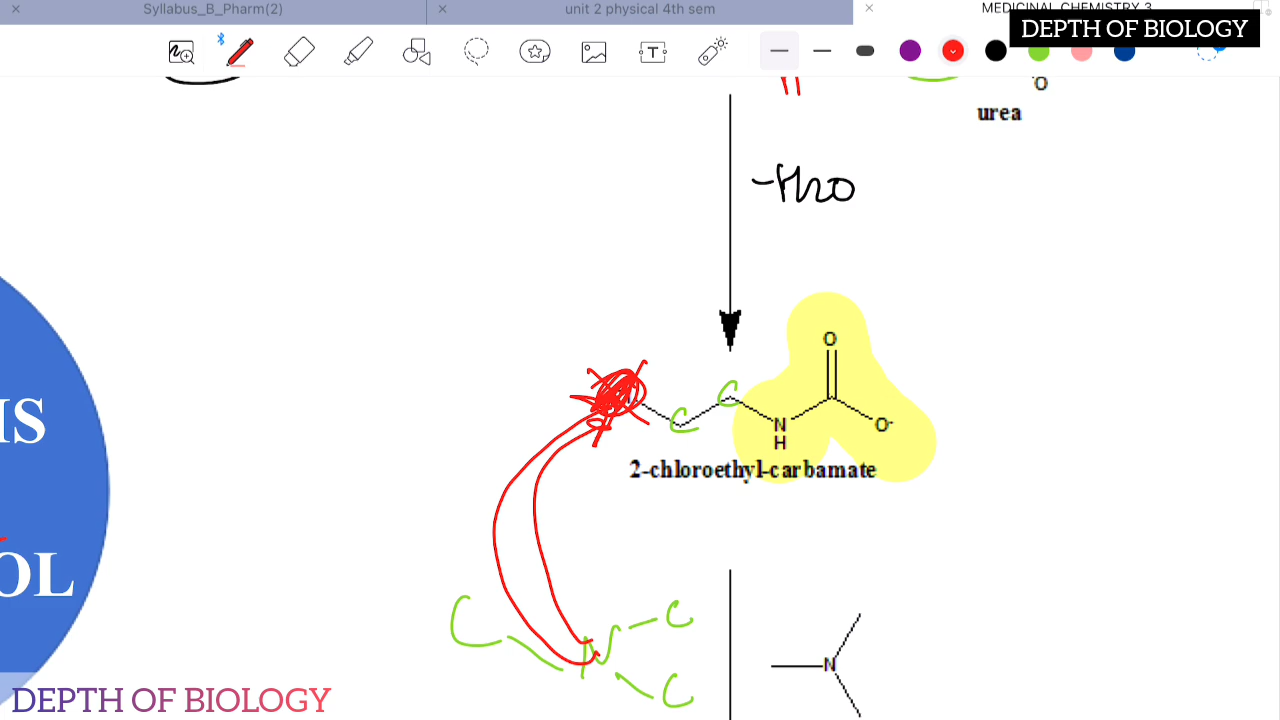 Syllabus_B_Pharm(2)
unit 2 physical 4th sem
MEDICINAL CHEMISTRY 3
DEPTH OF BIOLOGY
T
O
urea
-H2O
O
C
C
N
H
O-
2-chloroethyl-carbamate
IS
OL
C
N
C
C
N
DEPTH OF BIOLOGY